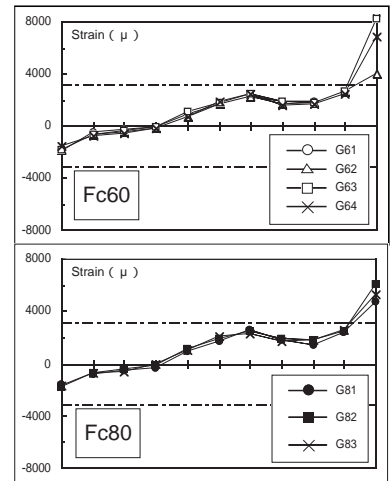 8000
Strain ( μ )
4000
0
-4000
-8000
Fc60
G61
G62
G63
G64
8000
Strain ( μ )
4000
0
-4000
-8000
Fc80
G81
G82
G83